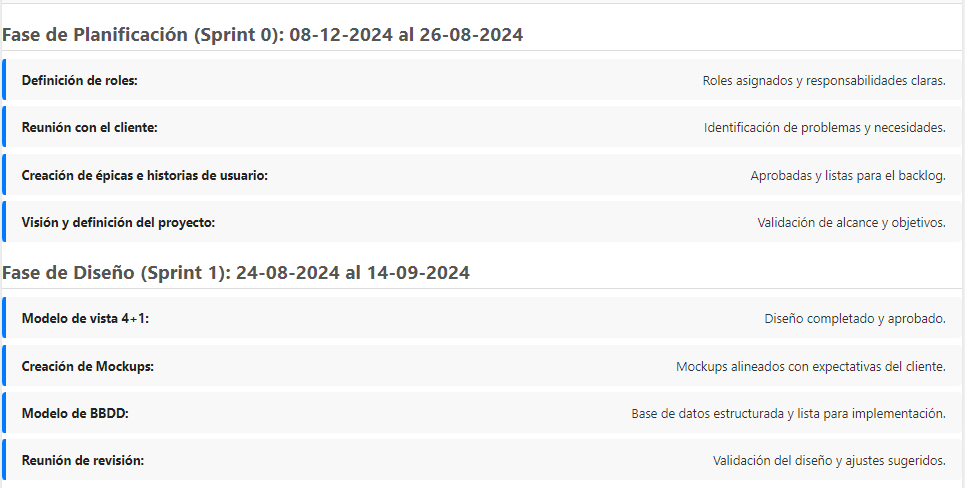 Fase de Planificación (Sprint 0): 08-12-2024 al 26-08-2024
Definición de roles: Roles asignados y responsabilidades claras.
Reunión con el cliente: Identificación de problemas y necesidades.
Creación de épicas e historias de usuario: Aprobadas y listas para el backlog.
Visión y definición del proyecto: Validación de alcance y objetivos.
Fase de Diseño (Sprint 1): 24-08-2024 al 14-09-2024
Modelo de vista 4+1: Diseño completado y aprobado.
Creación de Mockups: Mockups alineados con expectativas del cliente.
Modelo de BBDD: Base de datos estructurada y lista para implementación.
Reunión de revisión: Validación del diseño y ajustes sugeridos.